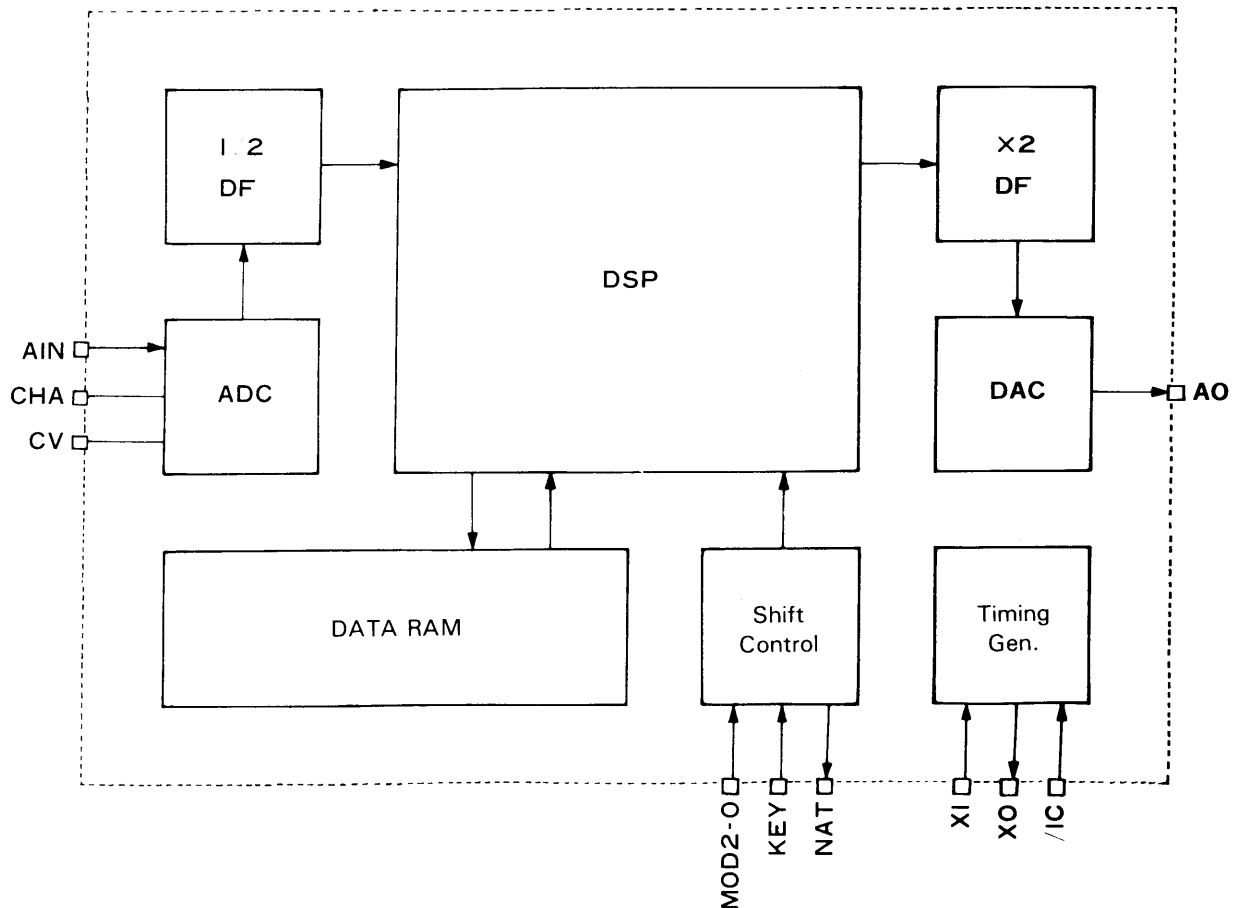 1/2
DF
DSP
×2
DF
AIN
CHA
CV
ADC
DAC
AO
DATA RAM
Shift
Control
Timing
Gen.
MOD2-0
KEY
NAT
XI
XO
/IC